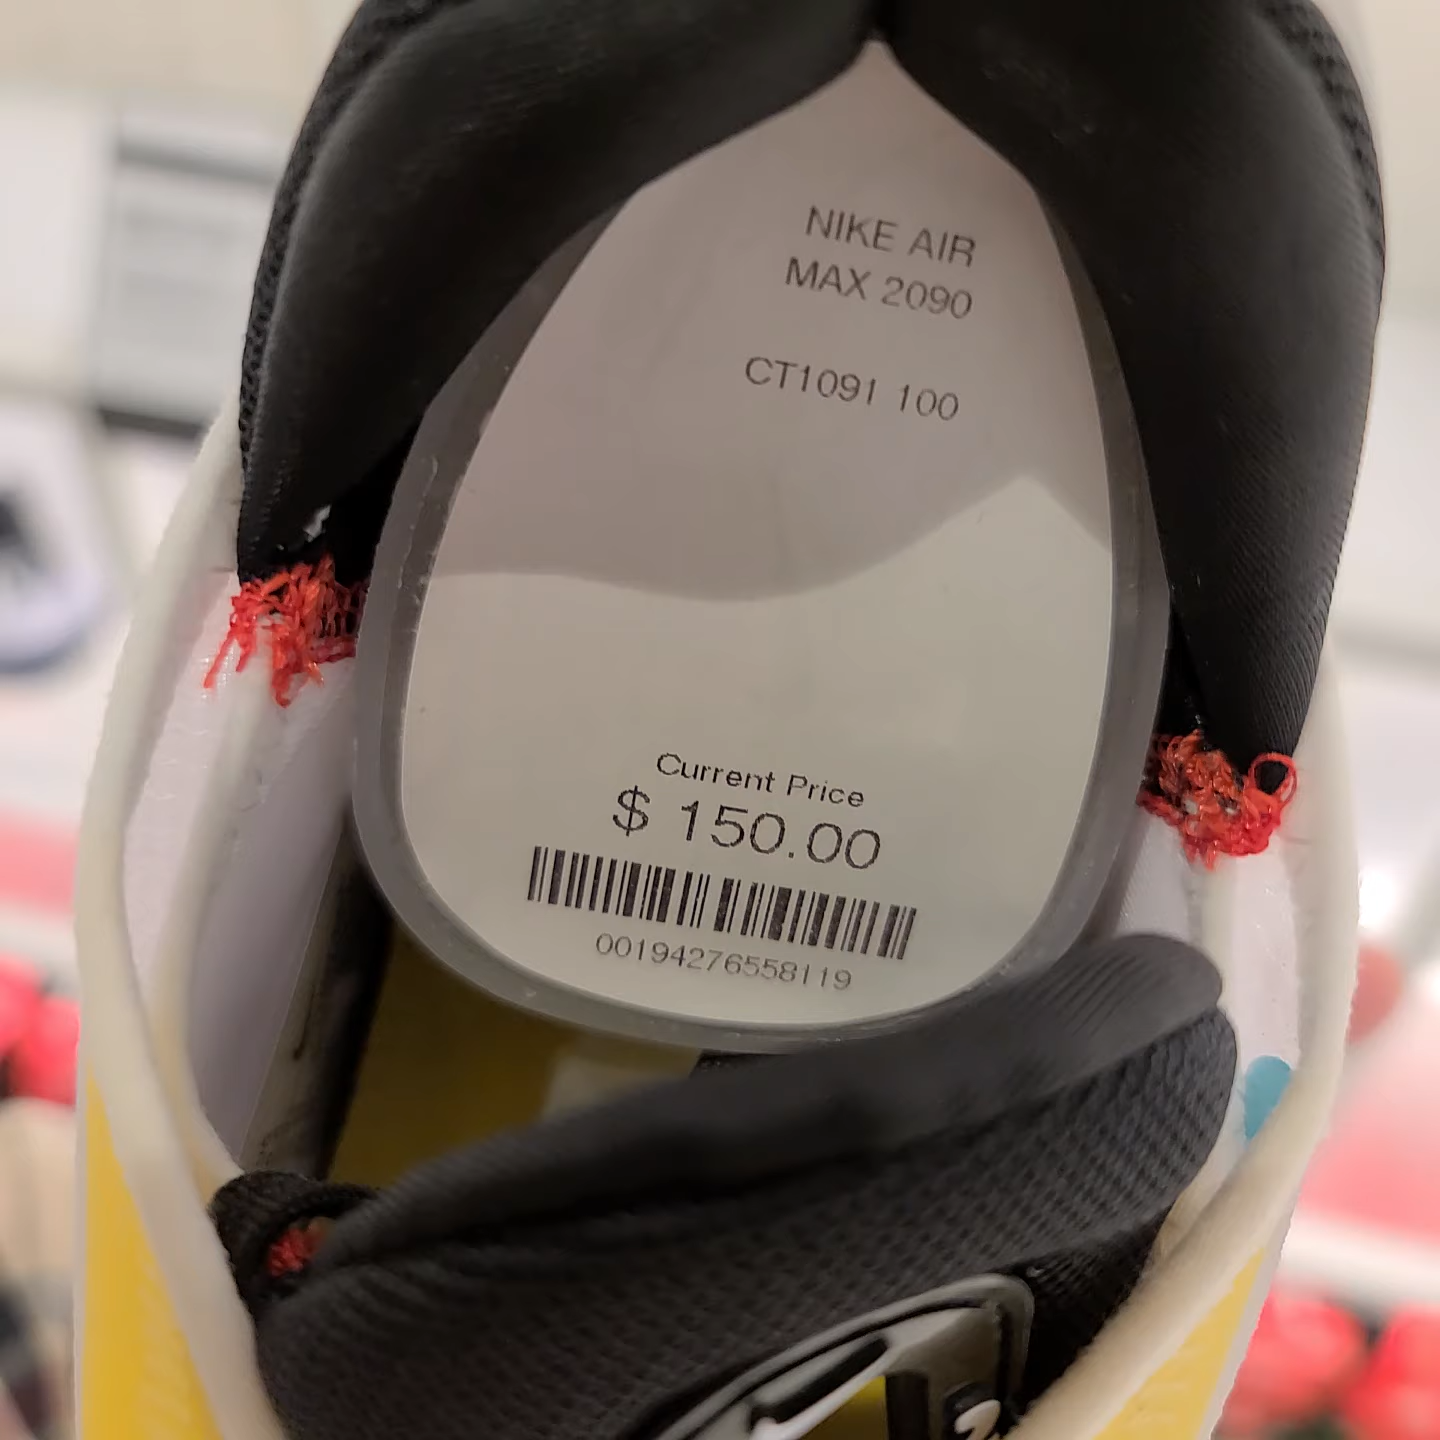 NIKE AIR
MAX 2090
CT1091 100
Current Price
$ 150.00
00194276558119